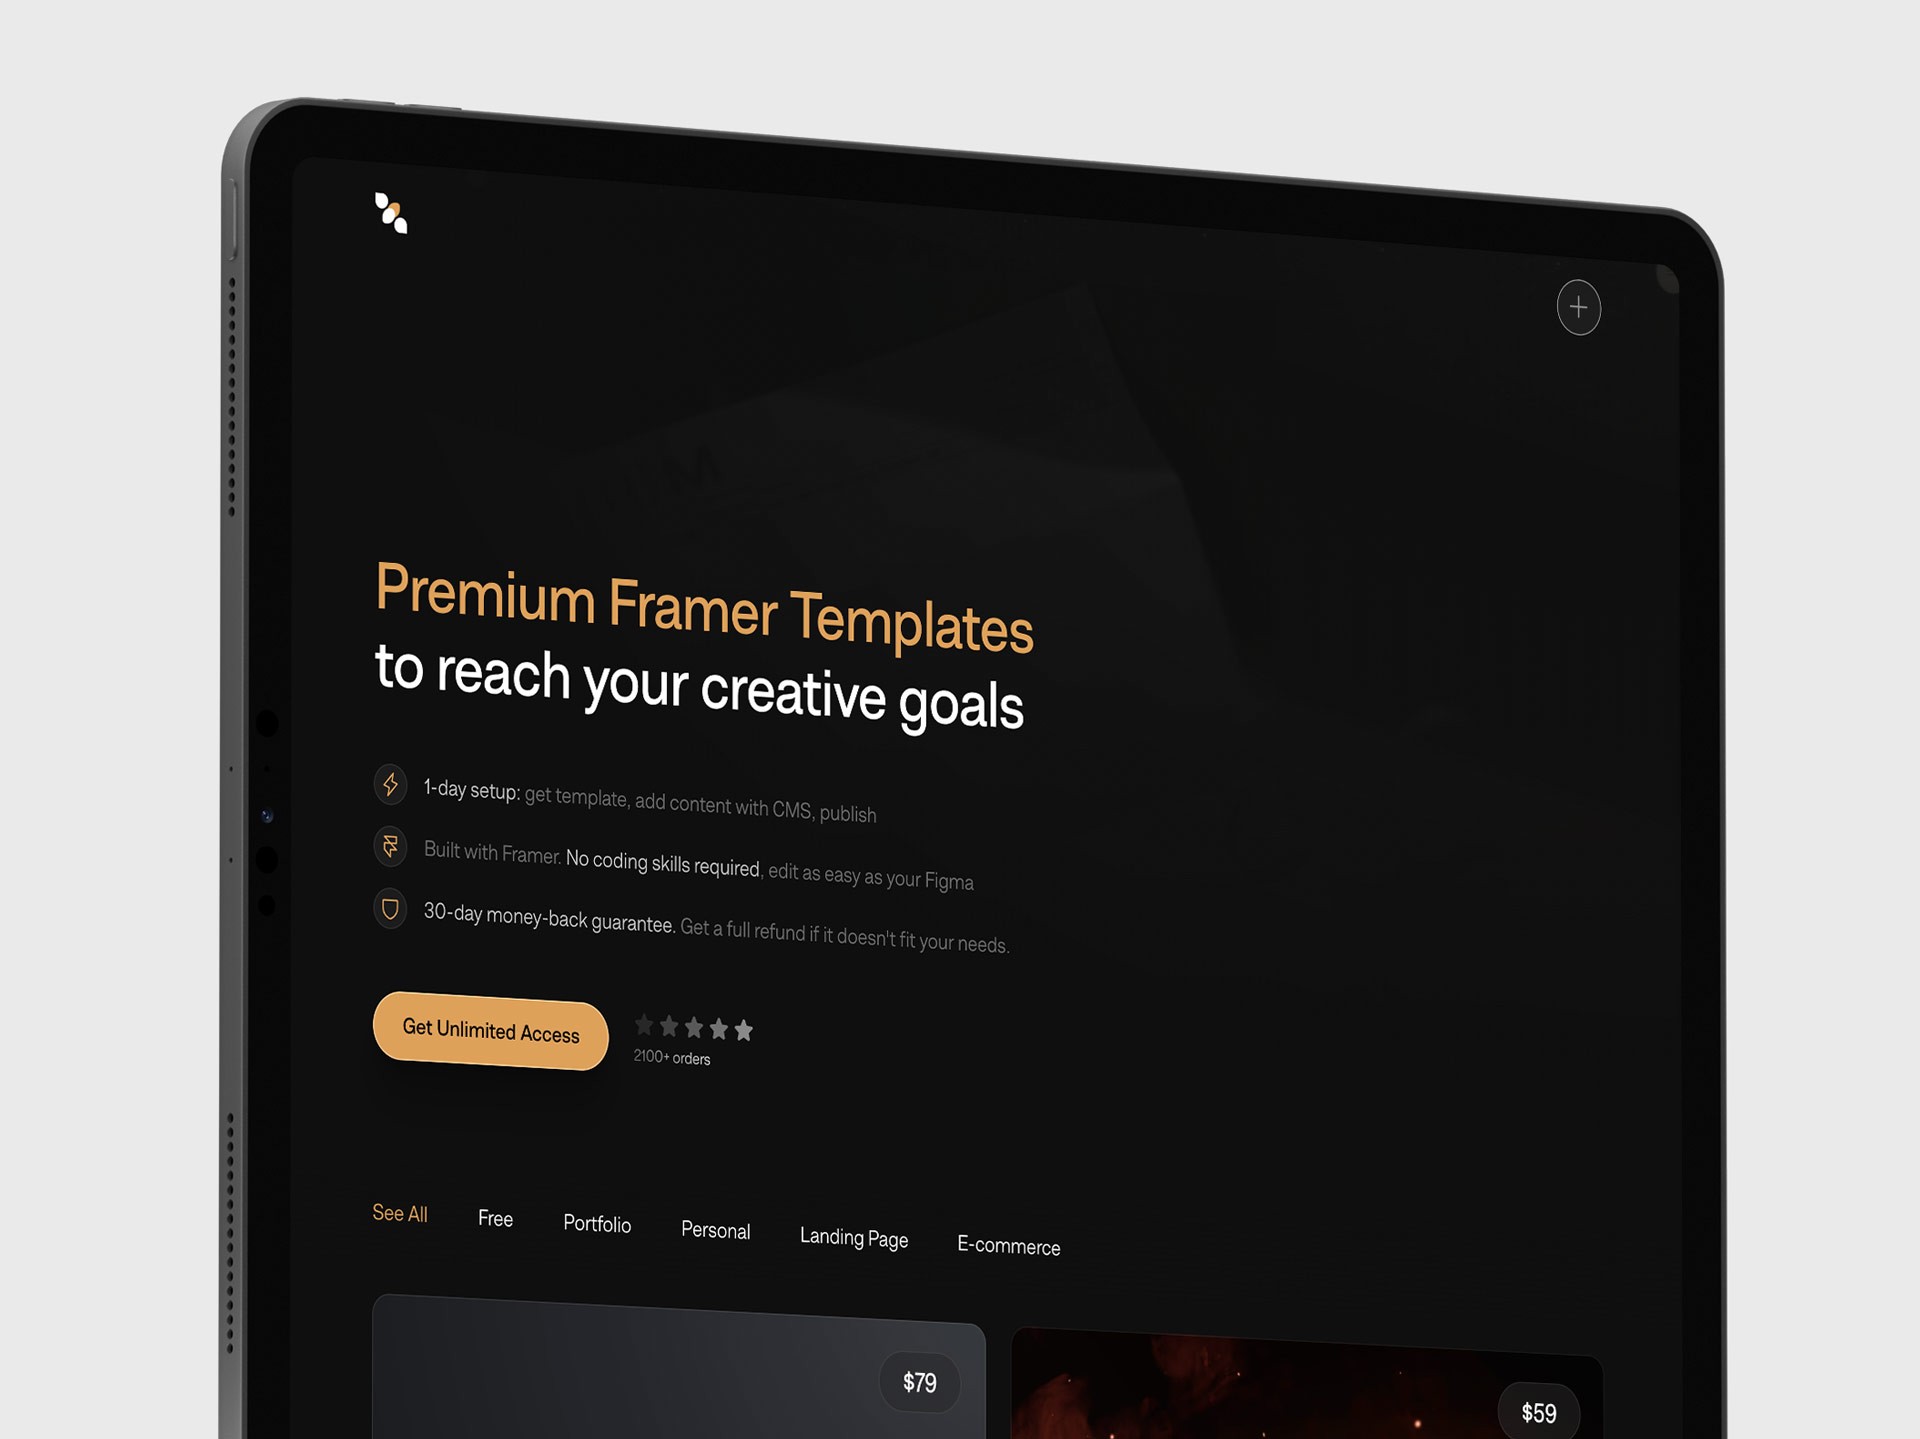 Premium Framer Templates
to reach your creative goals
1-day setup: get template, add content with CMS, publish
Built with Framer. No coding skills required, edit as easy as your Figma
30-day money-back guarantee. Get a full refund if it doesn't fit your needs.
Get Unlimited Access
2100+ orders
See All Free Portfolio Personal Landing Page E-commerce
$79
$59